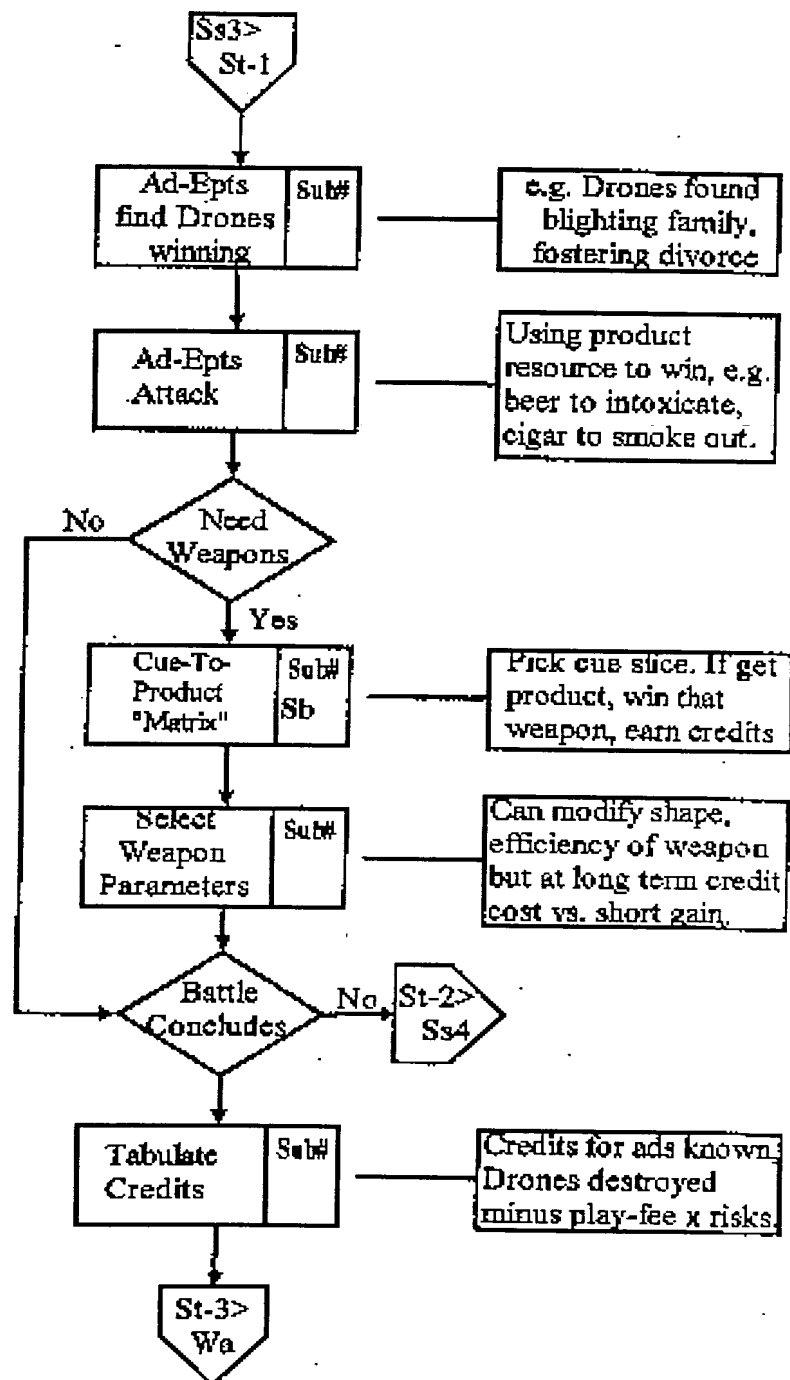 Ss3>
St-1
Ad-Epts
find Drones
winning
Sub#
e.g. Drones found
blighting family,
fostering divorce
Ad-Epts
Attack
Sub#
Using product
resource to win, e.g.
beer to intoxicate,
cigar to smoke out.
No
Need
Weapons
Yes
Cue-To-
Product
"Matrix"
Sub#
Sb
Pick cue slice. If get
product, win that
weapon, earn credits
Select
Weapon
Parameters
Sub#
Can modify shape,
efficiency of weapon
but at long term credit
cost vs. short gain.
Battle
Concludes
No
St-2>
Ss4
Tabulate
Credits
Sub#
Credits for ads known;
Drones destroyed
minus play-fee x risks.
St-3>
Wa